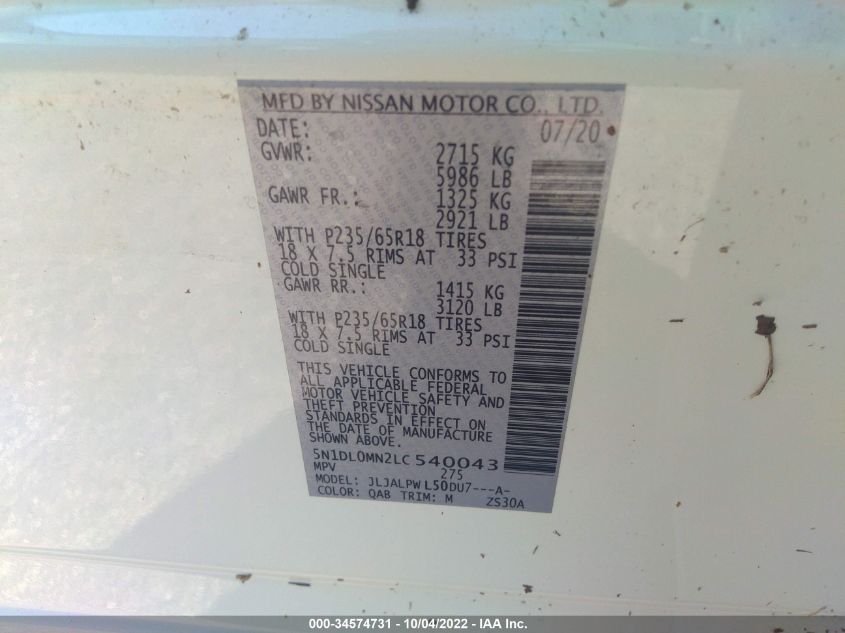 MFD BY NISSAN MOTOR CO., LTD.
DATE: 07/20
GVWR: 2715 KG
5986 LB
GAWR FR.: 1325 KG
2921 LB
WITH P235/65R18 TIRES
18 X 7.5 RIMS AT 33 PSI
COLD SINGLE
GAWR RR.: 1415 KG
3120 LB
WITH P235/65R18 TIRES
18 X 7.5 RIMS AT 33 PSI
COLD SINGLE
THIS VEHICLE CONFORMS TO
ALL APPLICABLE FEDERAL
MOTOR VEHICLE SAFETY AND
THEFT PREVENTION
STANDARDS IN EFFECT ON
THE DATE OF MANUFACTURE
SHOWN ABOVE.
5N1DL0MN2LC540043
MPV 275
MODEL: JLJALPWL50DU7---A-
COLOR: QAB TRIM: M ZS30A
000-34574731 - 10/04/2022 - IAA Inc.